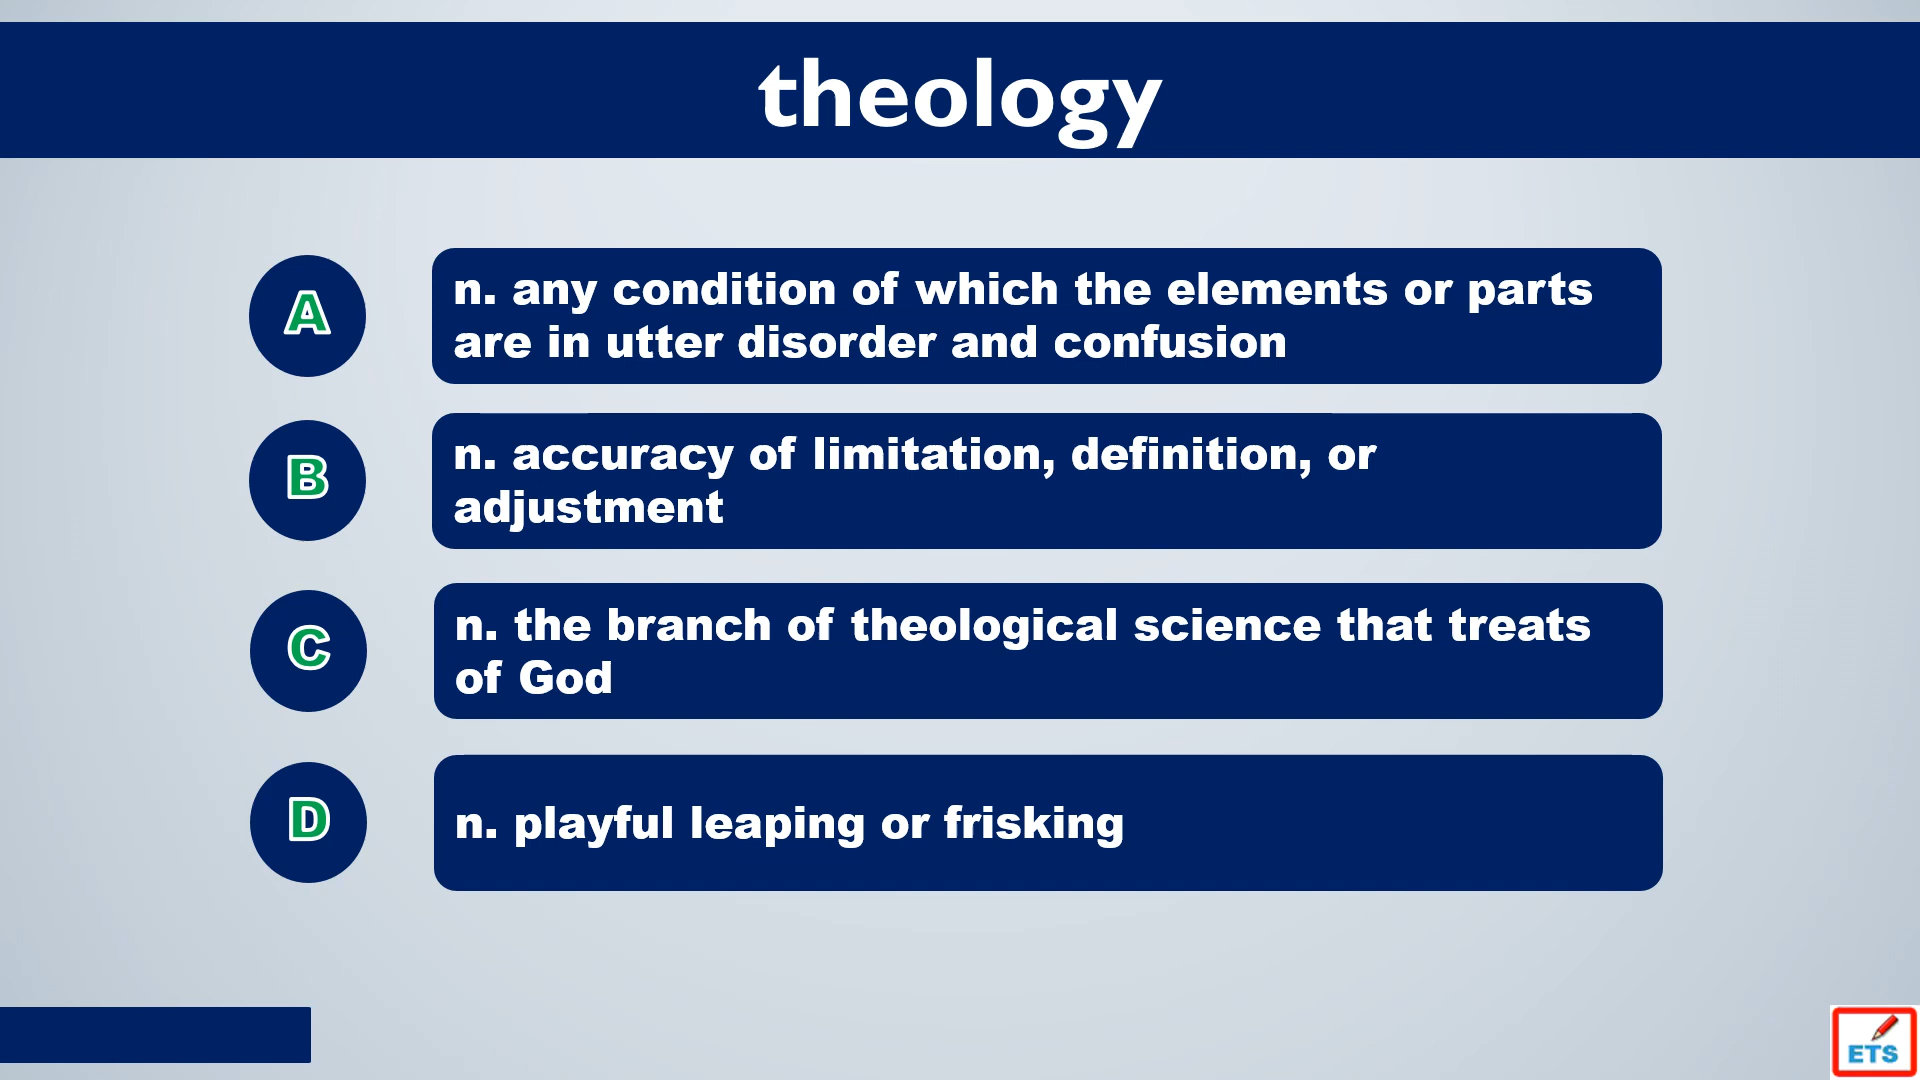 theology
A
n. any condition of which the elements or parts
are in utter disorder and confusion
B
n. accuracy of limitation, definition, or
adjustment
C
n. the branch of theological science that treats
of God
D
n. playful leaping or frisking
ETS